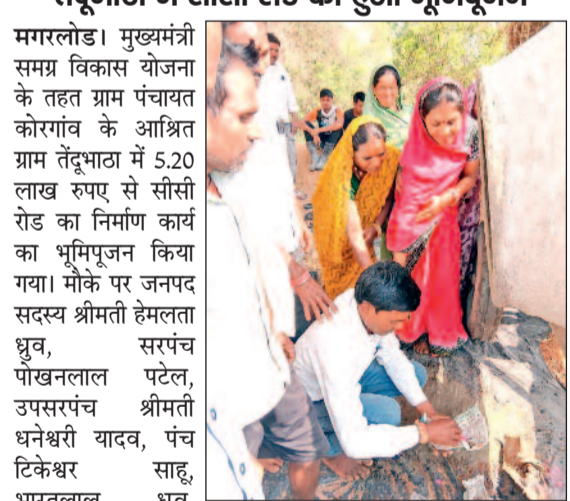 तेंदूभाठा में सीसी रोड का हुआ भूमिपूजन
मगरलोड। मुख्यमंत्री
समग्र विकास योजना
के तहत ग्राम पंचायत
कोरगांव के आश्रित
ग्राम तेंदुभाठा में 5.20
लाख रुपए से सीसी
रोड का निर्माण कार्य
का भूमिपूजन किया
गया। मौके पर जनपद
सदस्य श्रीमती हेमलता
ध्रुव, सरपंच
पोखनलाल पटेल,
उपसरपंच श्रीमती
धनेश्वरी यादव, पंच
टिकेश्वर साहू,